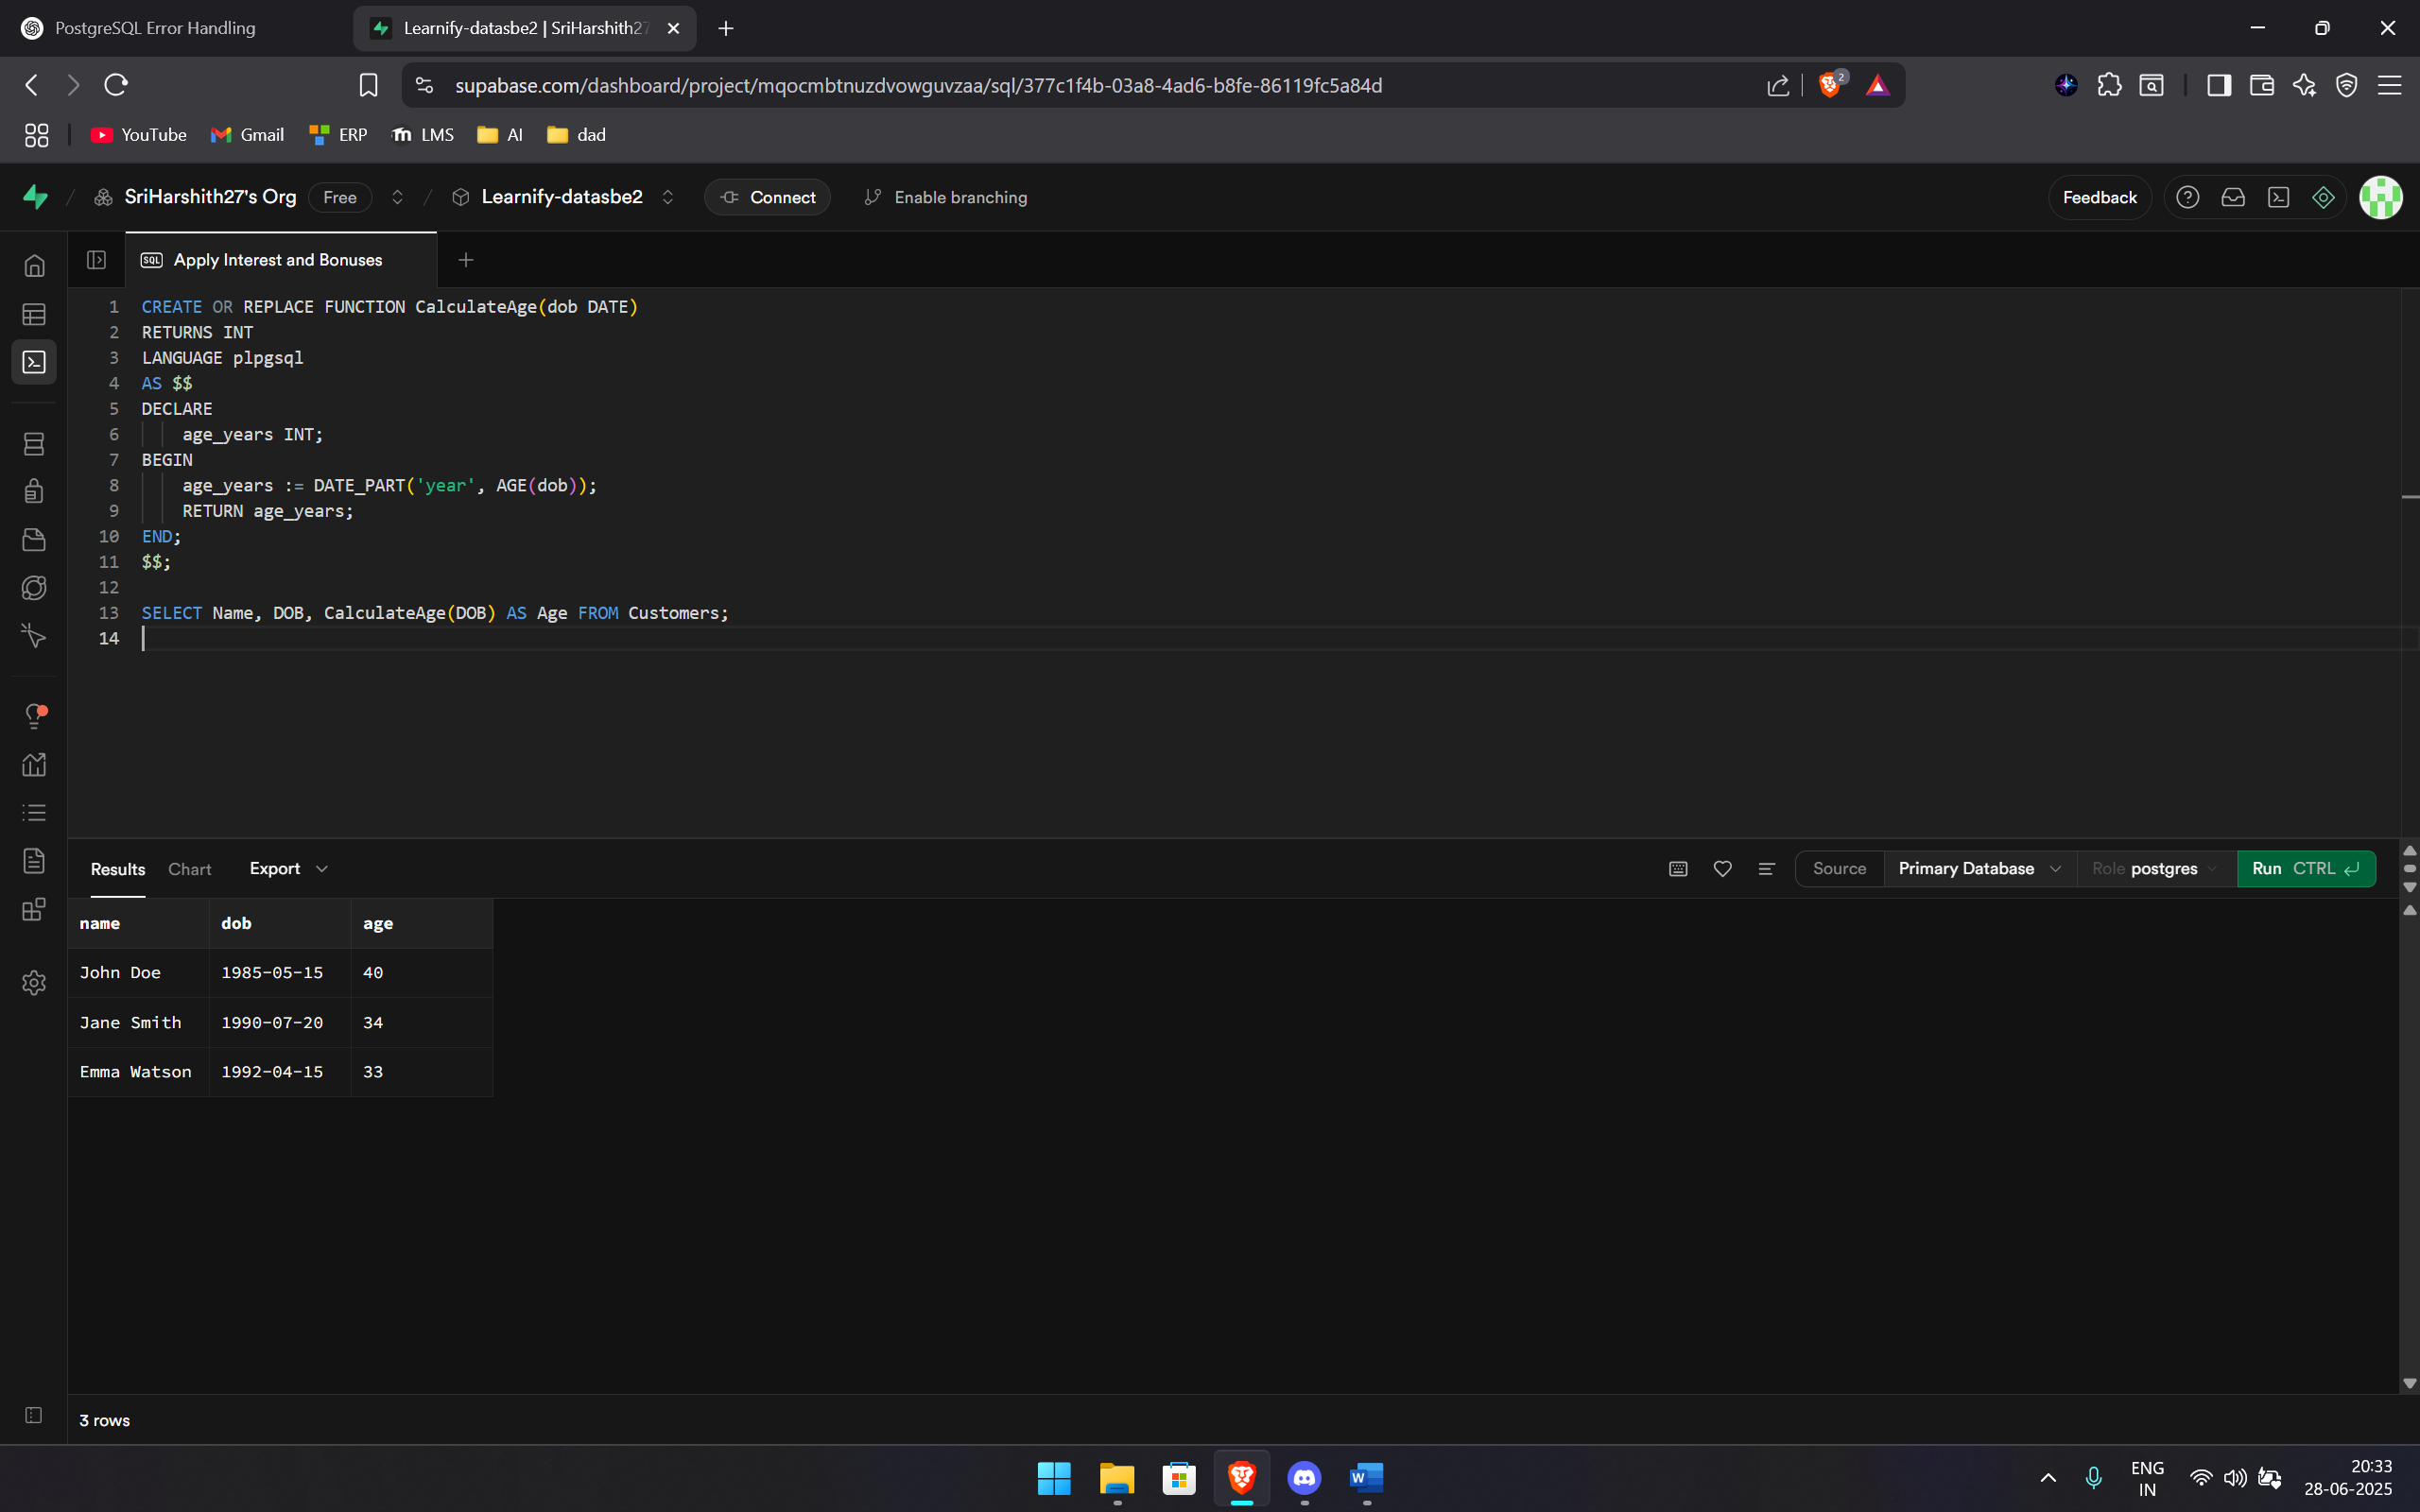 PostgreSQL Error Handling
Learnify-datasbe2 | SriHarshith27
supabase.com/dashboard/project/mqocmbtnuzdvowguvzaa/sql/377c1f4b-03a8-4ad6-b8fe-86119fc5a84d
2
YouTube Gmail ERP LMS AI dad
SriHarshith27's Org Free Learnify-datasbe2 Connect Enable branching Feedback
SQL Apply Interest and Bonuses
1 CREATE OR REPLACE FUNCTION CalculateAge(dob DATE)
2 RETURNS INT
3 LANGUAGE plpgsql
4 AS $$
5 DECLARE
6 age_years INT;
7 BEGIN
8 age_years := DATE_PART('year', AGE(dob));
9 RETURN age_years;
10 END;
11 $$;
12
13 SELECT Name, DOB, CalculateAge(DOB) AS Age FROM Customers;
14
Results Chart Export Source Primary Database Role postgres Run CTRL
name dob age
John Doe 1985-05-15 40
Jane Smith 1990-07-20 34
Emma Watson 1992-04-15 33
3 rows
ENG 20:33
IN 28-06-2025